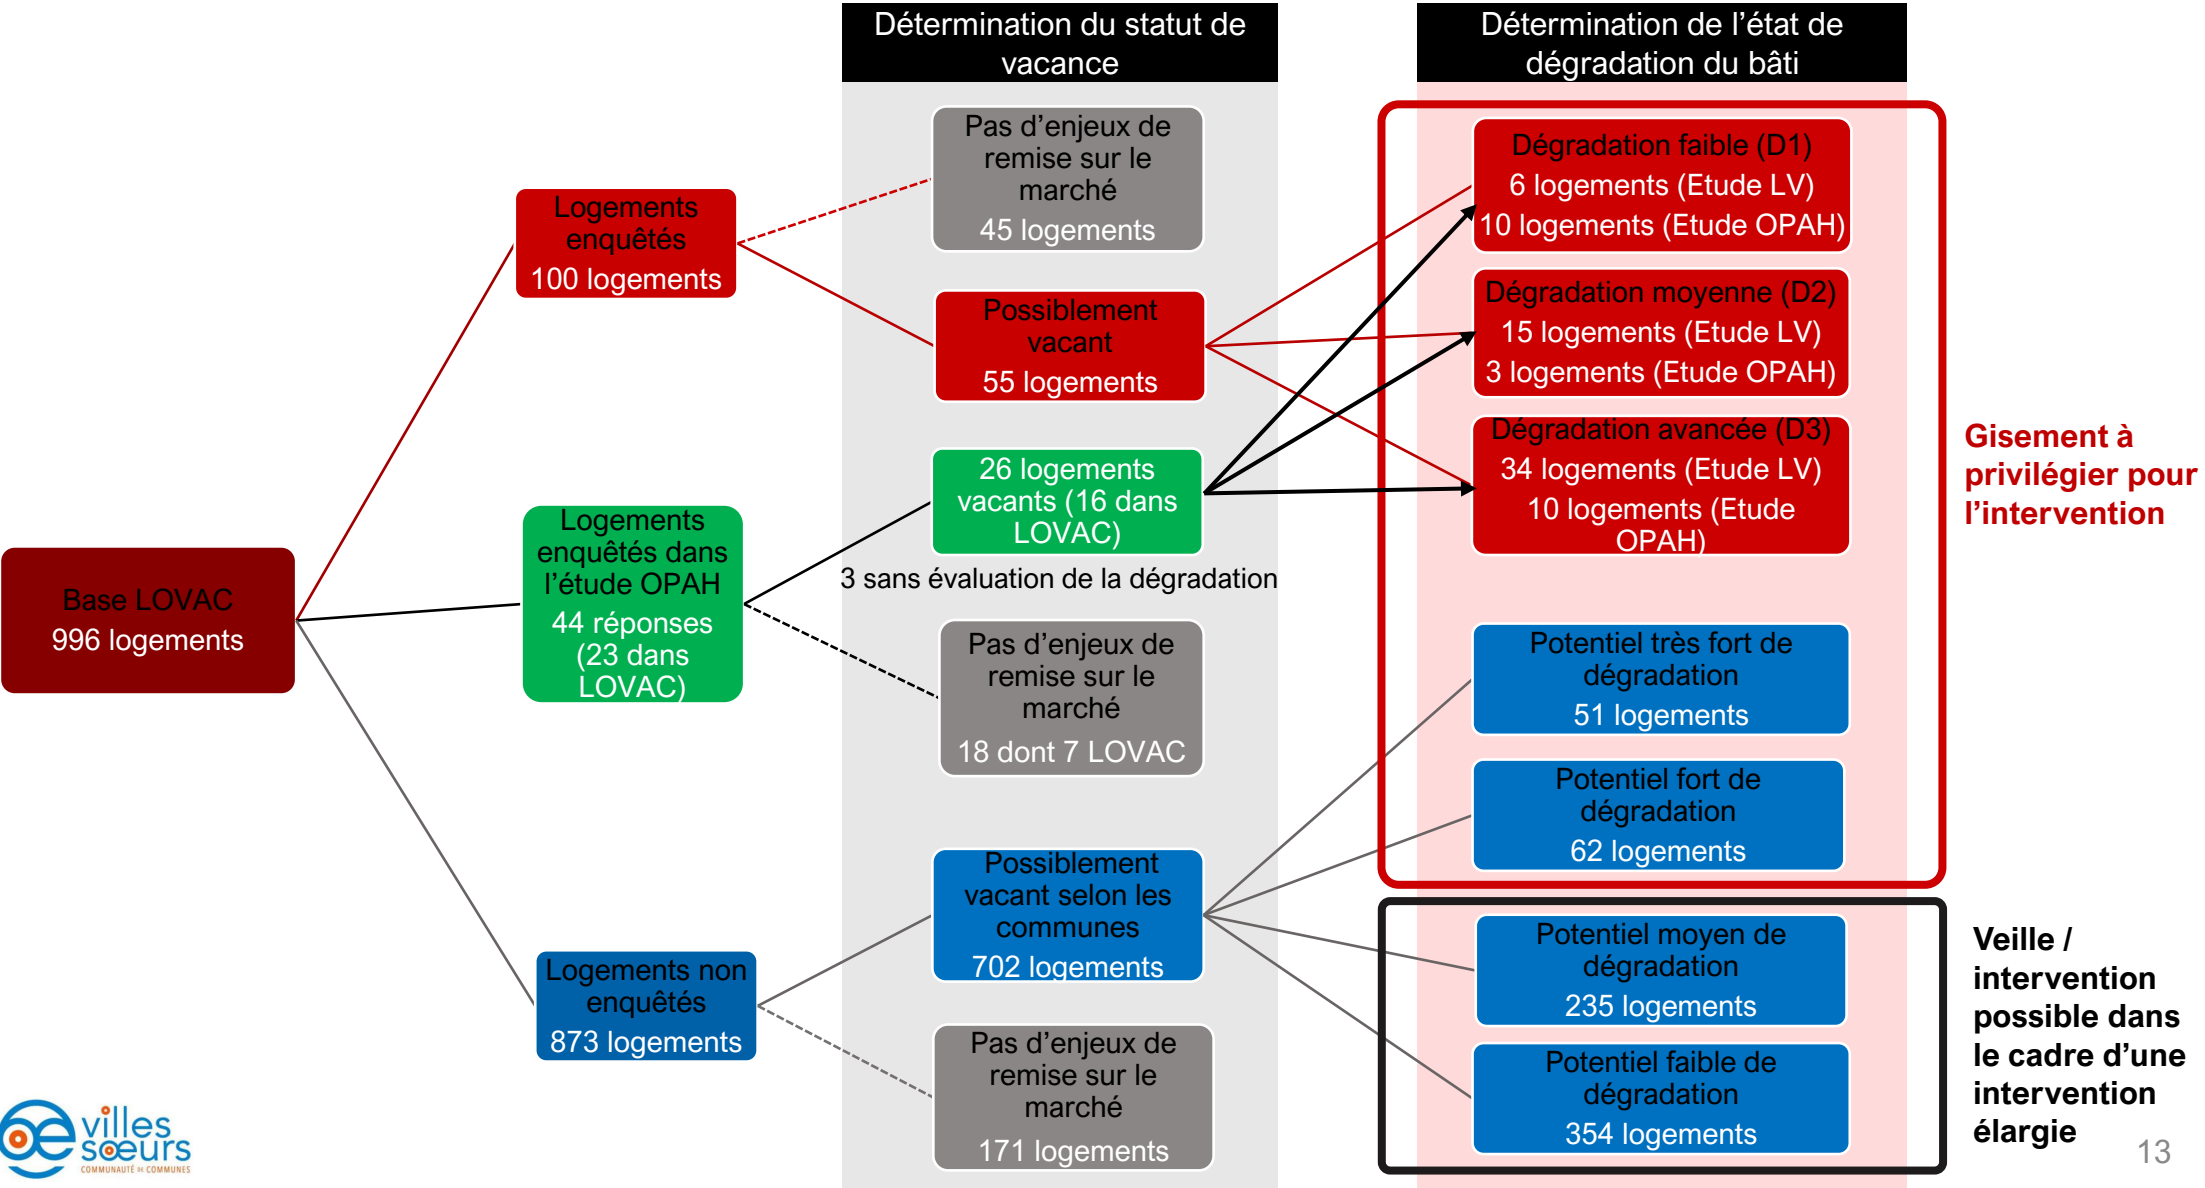 Détermination du statut de
vacance
Détermination de l'état de
dégradation du bâti
Pas d'enjeux de
remise sur le
marché
45 logements
Dégradation faible (D1)
6 logements (Etude LV)
10 logements (Etude OPAH)
Logements
enquêtés
100 logements
Possiblement
vacant
55 logements
Dégradation moyenne (D2)
15 logements (Etude LV)
3 logements (Etude OPAH)
Dégradation avancée (D3)
34 logements (Etude LV)
10 logements (Etude
OPAH)
Gisement à
privilégier pour
l'intervention
26 logements
vacants (16 dans
LOVAC)
3 sans évaluation de la dégradation
Logements
enquêtés dans
l'étude OPAH
44 réponses
(23 dans
LOVAC)
Base LOVAC
996 logements
Pas d'enjeux de
remise sur le
marché
18 dont 7 LOVAC
Potentiel très fort de
dégradation
51 logements
Potentiel fort de
dégradation
62 logements
Possiblement
vacant selon les
communes
702 logements
Logements non
enquêtés
873 logements
Potentiel moyen de
dégradation
235 logements
Pas d'enjeux de
remise sur le
marché
171 logements
Potentiel faible de
dégradation
354 logements
Veille /
intervention
possible dans
le cadre d'une
intervention
élargie
villes
sœurs
COMMUNAUTÉ DE COMMUNES
13